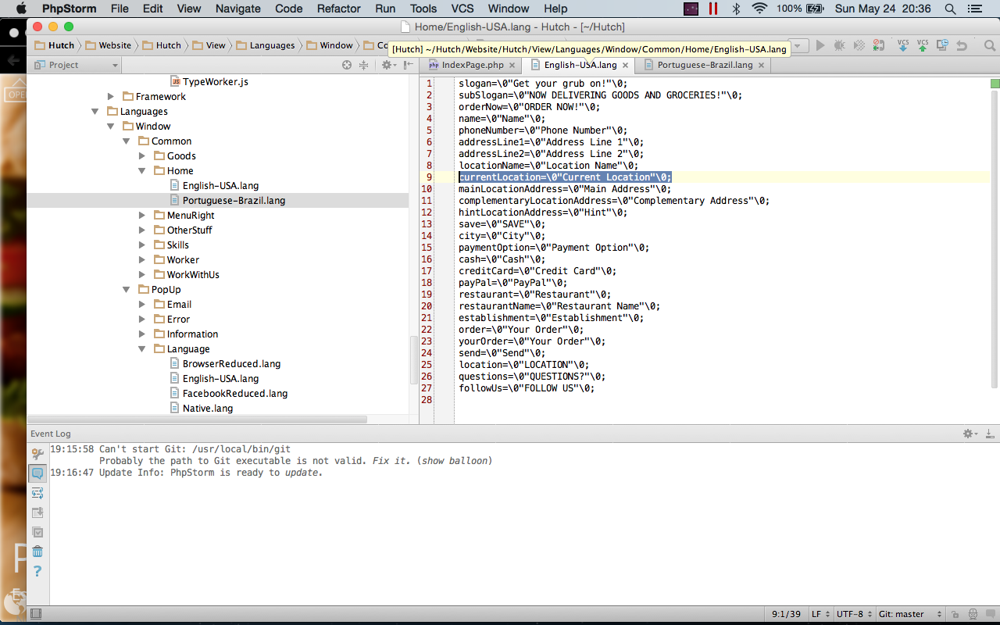 PhpStorm File Edit View Navigate Code Refactor Run Tools VCS Window Help 100% Sun May 24 20:36
Home/English-USA.lang - Hutch - [~/Hutch]
Hutch Website Hutch View Languages Window Co
[Hutch] ~/Hutch/Website/Hutch/View/Languages/Window/Common/Home/English-USA.lang
VCS VCS
Project
IndexPage.php English-USA.lang Portuguese-Brazil.lang
TypeWorker.js
Framework
Languages
Window
Common
Goods
Home
English-USA.lang
Portuguese-Brazil.lang
MenuRight
OtherStuff
Skills
Worker
WorkWithUs
PopUp
Email
Error
Information
Language
BrowserReduced.lang
English-USA.lang
FacebookReduced.lang
Native.lang
1 slogan=\0"Get your grub on!"\0;
2 subSlogan=\0"NOW DELIVERING GOODS AND GROCERIES!"\0;
3 orderNow=\0"ORDER NOW!"\0;
4 name=\0"Name"\0;
5 phoneNumber=\0"Phone Number"\0;
6 addressLine1=\0"Address Line 1"\0;
7 addressLine2=\0"Address Line 2"\0;
8 locationName=\0"Location Name"\0;
9 currentLocation=\0"Current Location"\0;
10 mainLocationAddress=\0"Main Address"\0;
11 complementaryLocationAddress=\0"Complementary Address"\0;
12 hintLocationAddress=\0"Hint"\0;
13 save=\0"SAVE"\0;
14 city=\0"City"\0;
15 paymentOption=\0"Payment Option"\0;
16 cash=\0"Cash"\0;
17 creditCard=\0"Credit Card"\0;
18 payPal=\0"PayPal"\0;
19 restaurant=\0"Restaurant"\0;
20 restaurantName=\0"Restaurant Name"\0;
21 establishment=\0"Establishment"\0;
22 order=\0"Your Order"\0;
23 yourOrder=\0"Your Order"\0;
24 send=\0"Send"\0;
25 location=\0"LOCATION"\0;
26 questions=\0"QUESTIONS?"\0;
27 followUs=\0"FOLLOW US"\0;
28
Event Log
19:15:58 Can't start Git: /usr/local/bin/git
Probably the path to Git executable is not valid. Fix it. (show balloon)
19:16:47 Update Info: PhpStorm is ready to update.
9:1/39 LF UTF-8 Git: master